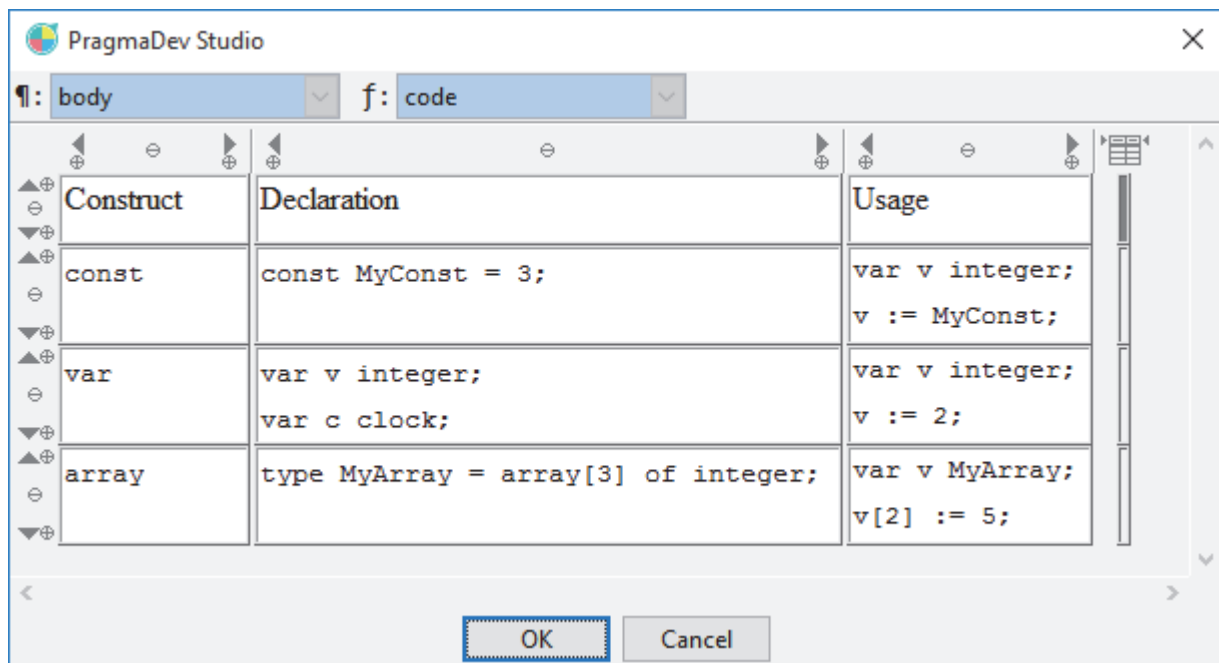 PragmaDev Studio
¶: body ƒ: code
Construct Declaration Usage
const const MyConst = 3; var v integer;
v := MyConst;
var var v integer; var v integer;
var c clock; v := 2;
array type MyArray = array[3] of integer; var v MyArray;
v[2] := 5;
OK Cancel